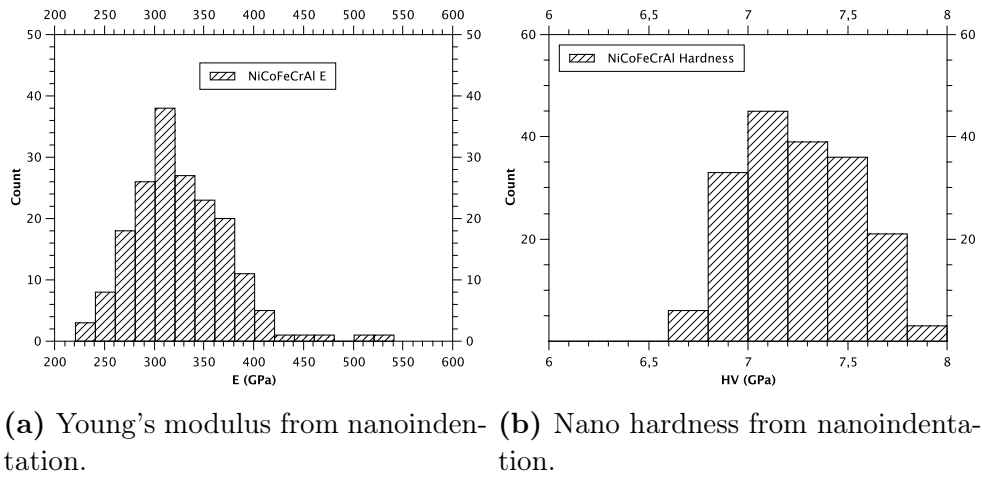 200 250 300 350 400 450 500 550 600
50 50
40 40
30 30
20 20
10 10
0 0
200 250 300 350 400 450 500 550 600
Count
E (GPa)
NiCoFeCrAl E
6 6,5 7 7,5 8
60 60
40 40
20 20
6 6,5 7 7,5 8
Count
HV (GPa)
NiCoFeCrAl Hardness
(a) Young's modulus from nanoinden-
tation.
(b) Nano hardness from nanoindenta-
tion.